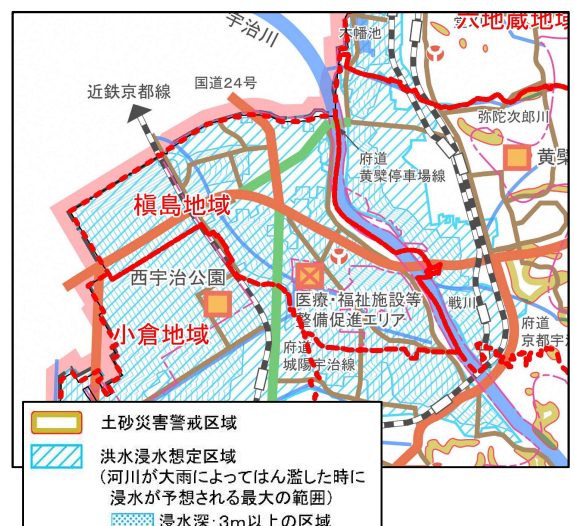 六地蔵地域
木幡池
宇治川
国道24号
近鉄京都線
弥陀次郎川
黄檗
府道
黄檗停車場線
槇島地域
西宇治公園
医療・福祉施設等
整備促進エリア
戦川
小倉地域
府道
城陽宇治線
府道
京都宇治
土砂災害警戒区域
洪水浸水想定区域
(河川が大雨によってはん濫した時に
浸水が予想される最大の範囲)
浸水深:3m以上の区域